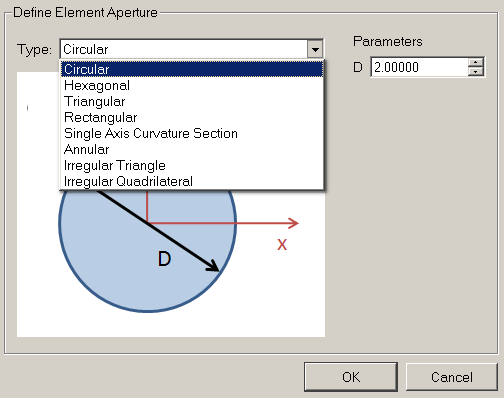 Define Element Aperture
Type: Circular
Parameters
D 2.00000
Circular
Hexagonal
Triangular
Rectangular
Single Axis Curvature Section
Annular
Irregular Triangle
Irregular Quadrilateral
x
D
OK Cancel